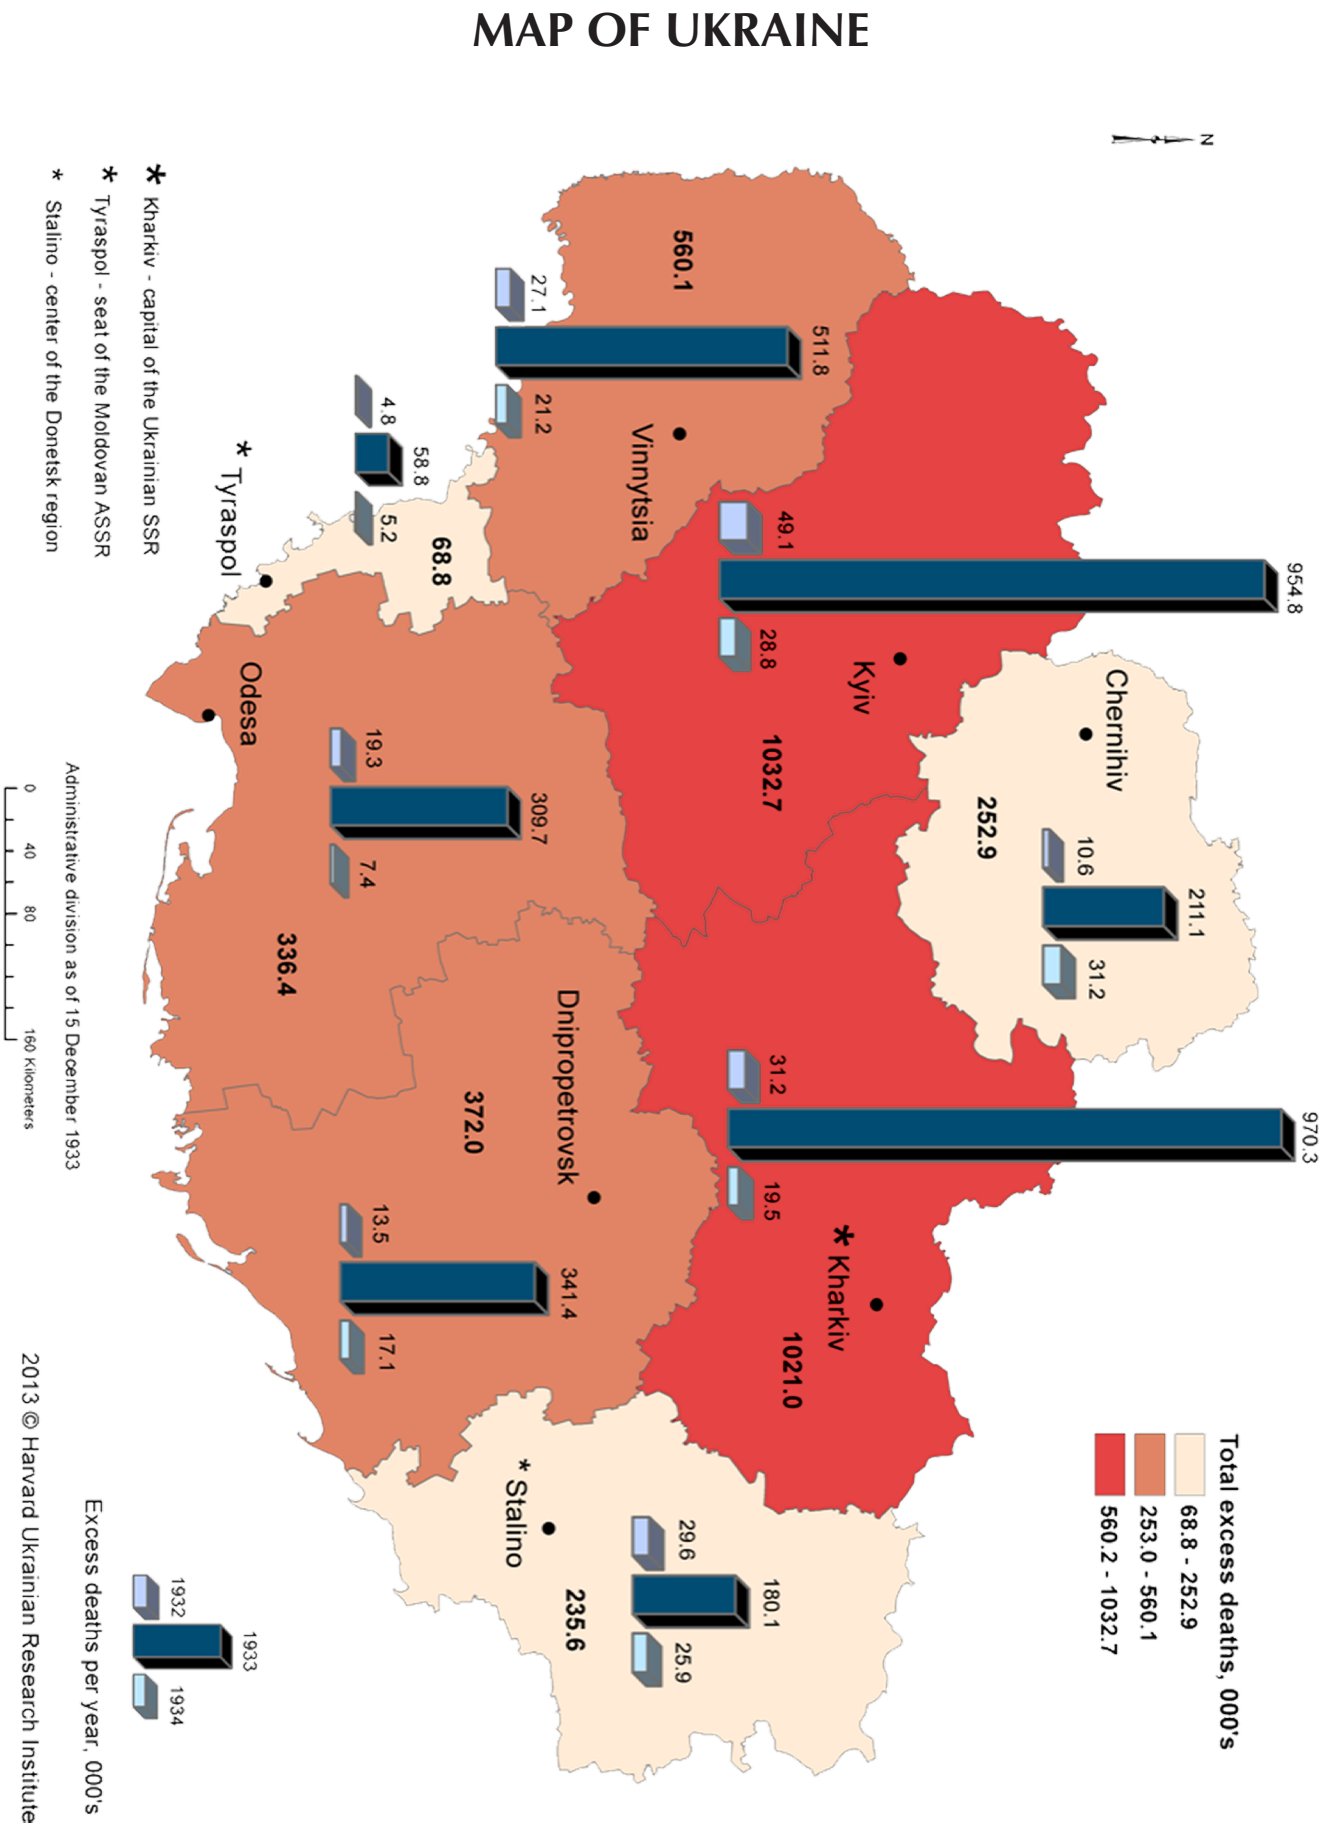 MAP OF UKRAINE
N
Total excess deaths, 000's
68.8 - 252.9
253.0 - 560.1
560.2 - 1032.7
Chernihiv
252.9
10.6
211.1
31.2
Kyiv
1032.7
49.1
954.8
28.8
* Kharkiv
1021.0
31.2
970.3
19.5
Vinnytsia
560.1
27.1
511.8
21.2
Dnipropetrovsk
372.0
13.5
341.4
17.1
* Stalino
235.6
29.6
180.1
25.9
* Tyraspol
68.8
4.8
58.8
5.2
Odesa
336.4
19.3
309.7
7.4
* Kharkiv - capital of the Ukrainian SSR
* Tyraspol - seat of the Moldovan ASSR
* Stalino - center of the Donetsk region
Administrative division as of 15 December 1933
0 40 80 160 Kilometers
1932
1933
1934
Excess deaths per year, 000's
2013 © Harvard Ukrainian Research Institute